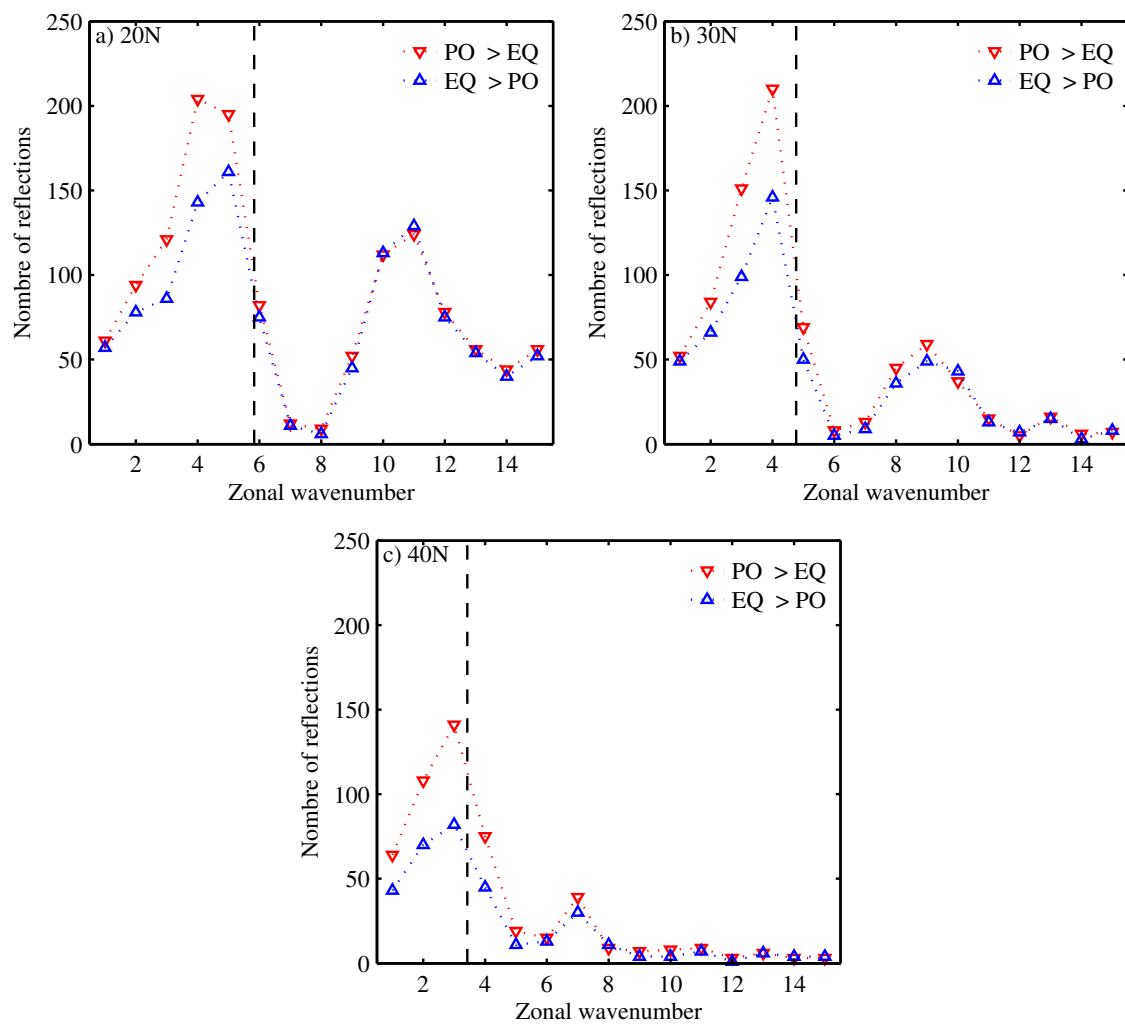 250
200
150
100
50
0
a) 20N
PO > EQ
EQ > PO
Nombre of reflections
2 4 6 8 10 12 14
Zonal wavenumber
250
200
150
100
50
0
b) 30N
PO > EQ
EQ > PO
Nombre of reflections
2 4 6 8 10 12 14
Zonal wavenumber
250
200
150
100
50
0
c) 40N
PO > EQ
EQ > PO
Nombre of reflections
2 4 6 8 10 12 14
Zonal wavenumber